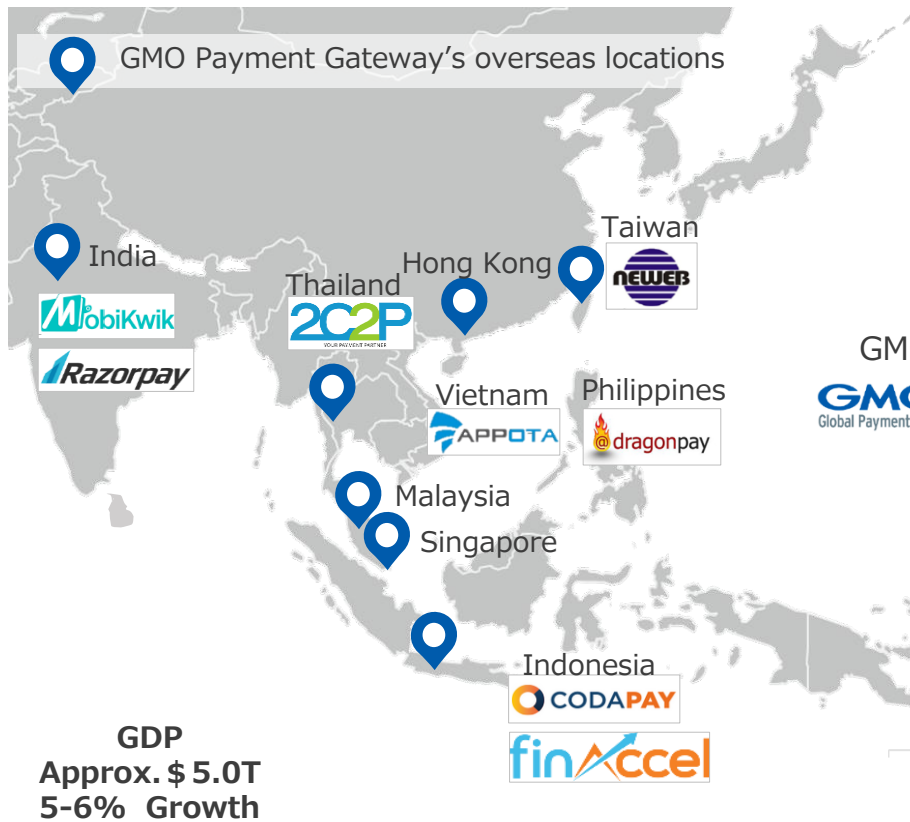 GMO Payment Gateway's overseas locations
India
MobiKwik
Razorpay
Thailand
2C2P
YOUR PAYMENT PARTNER
Hong Kong
Taiwan
NEWEB
Vietnam
APPOTA
Philippines
@dragonpay
GM
GMO
Global Payment
Malaysia
Singapore
Indonesia
CODAPAY
finAccel
GDP
Approx. $ 5.0T
5-6% Growth